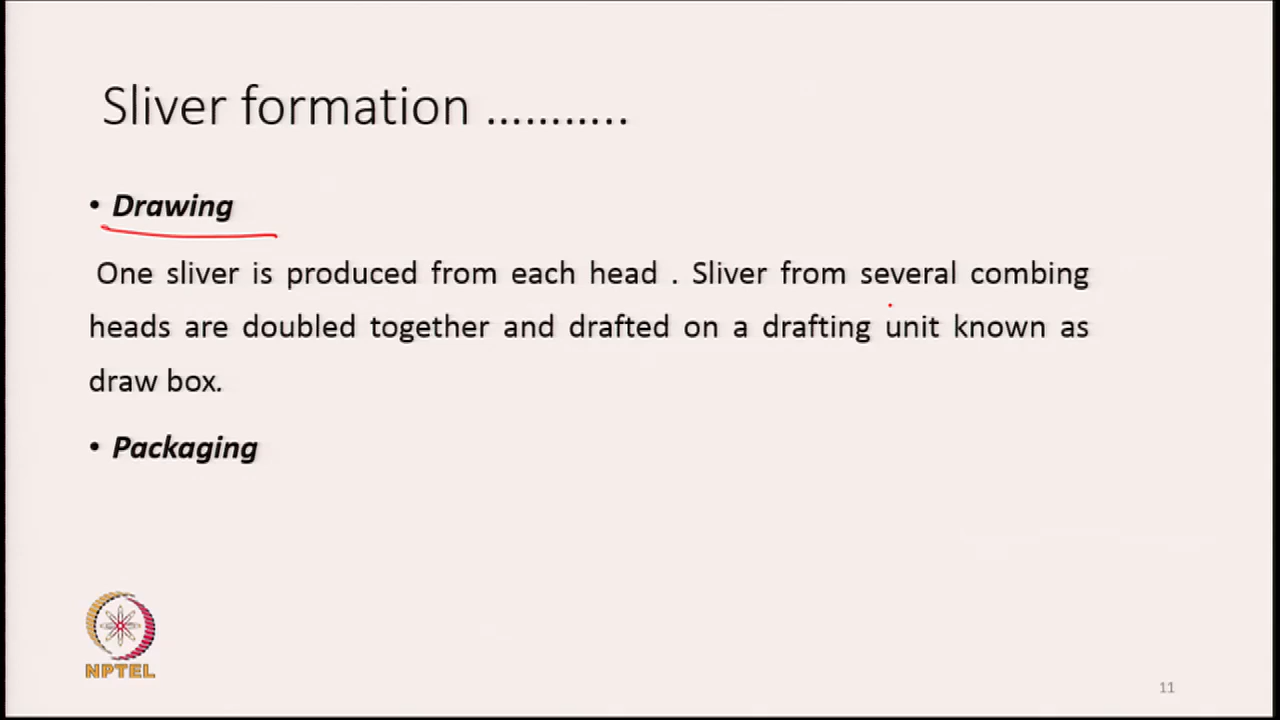 Sliver formation ………..
• Drawing
One sliver is produced from each head . Sliver from several combing
heads are doubled together and drafted on a drafting unit known as
draw box.
• Packaging
NPTEL
11